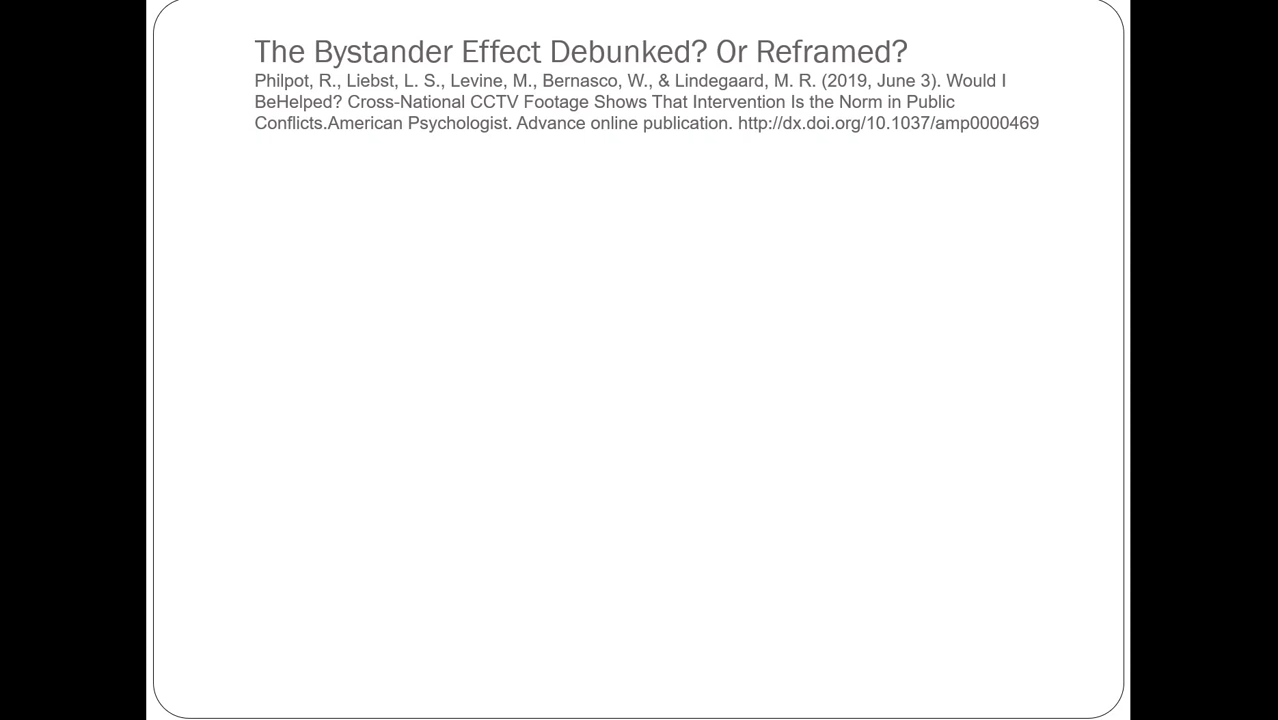 The Bystander Effect Debunked? Or Reframed?
Philpot, R., Liebst, L. S., Levine, M., Bernasco, W., & Lindegaard, M. R. (2019, June 3). Would I
BeHelped? Cross-National CCTV Footage Shows That Intervention Is the Norm in Public
Conflicts.American Psychologist. Advance online publication. http://dx.doi.org/10.1037/amp0000469